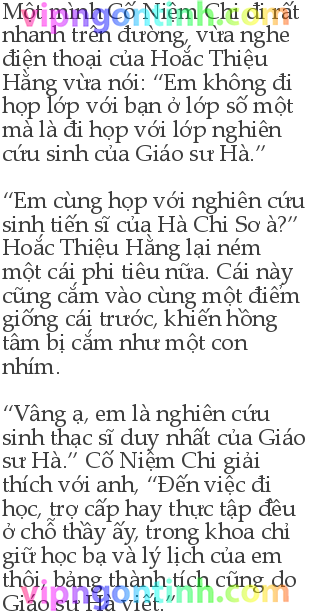 Một mình Cố Niệm Chi đi rất
nhanh trên đường, vừa nghe
điện thoại của Hoắc Thiệu
Hằng vừa nói: “Em không đi
họp lớp với bạn ở lớp số một
mà là đi họp với lớp nghiên
cứu sinh của Giáo sư Hà.”
“Em cùng họp với nghiên cứu
sinh tiến sĩ của Hà Chi Sơ à?”
Hoắc Thiệu Hằng lại ném
một cái phi tiêu nữa. Cái này
cũng cắm vào cùng một điểm
giống cái trước, khiến hồng
tâm bị cắm như một con
nhím.
“Vâng ạ, em là nghiên cứu
sinh thạc sĩ duy nhất của Giáo
sư Hà.” Cố Niệm Chi giải
thích với anh, “Đến việc đi
học, trợ cấp hay thực tập đều
ở chỗ thầy ấy, trong khoa chỉ
giữ học bạ và lý lịch của em
thôi, bảng thành tích cũng do
Giáo sư Hà viết.”
vipngontinh.com
vipngontinh.com